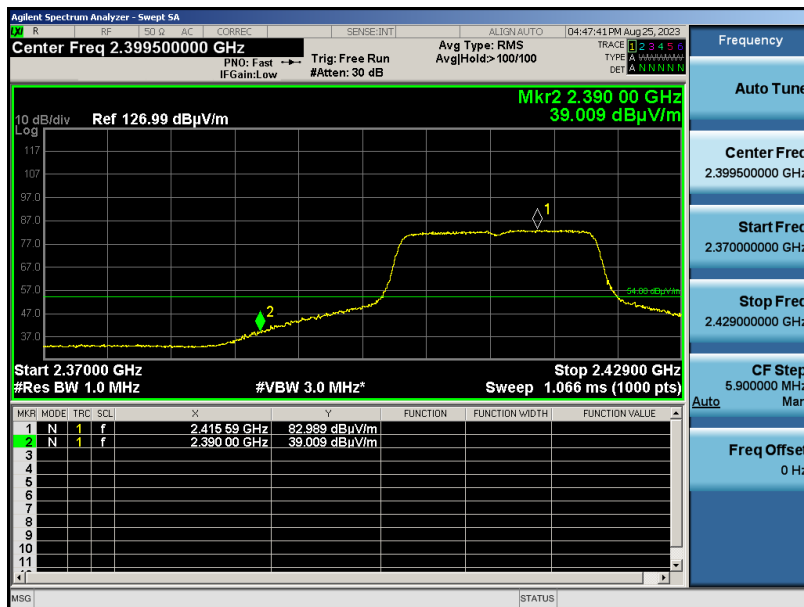 Agilent Spectrum Analyzer - Swept SA
LXI R RF 50 Ω AC CORREC SENSE:INT ALIGN AUTO 04:47:41 PM Aug 25, 2023
Center Freq 2.399500000 GHz
PNO: Fast
IFGain:Low
Trig: Free Run
#Atten: 30 dB
Avg Type: RMS
Avg|Hold:>100/100
TRACE 1 2 3 4 5 6
TYPE A WWWWW
DET A N N N N N
Mkr2 2.390 00 GHz
39.009 dBµV/m
10 dB/div Ref 126.99 dBµV/m
Log
117
107
97.0
87.0
77.0
67.0
57.0
47.0
37.0
1
2
54.00 dBµV/m
Start 2.37000 GHz Stop 2.42900 GHz
#Res BW 1.0 MHz #VBW 3.0 MHz* Sweep 1.066 ms (1000 pts)
MKR MODE TRC SCL X Y FUNCTION FUNCTION WIDTH FUNCTION VALUE
1 N 1 f 2.415 59 GHz 82.989 dBµV/m
2 N 1 f 2.390 00 GHz 39.009 dBµV/m
3
4
5
6
7
8
9
10
11
MSG STATUS
Frequency
Auto Tune
Center Freq
2.399500000 GHz
Start Freq
2.370000000 GHz
Stop Freq
2.429000000 GHz
CF Step
5.900000 MHz
Auto Man
Freq Offset
0 Hz